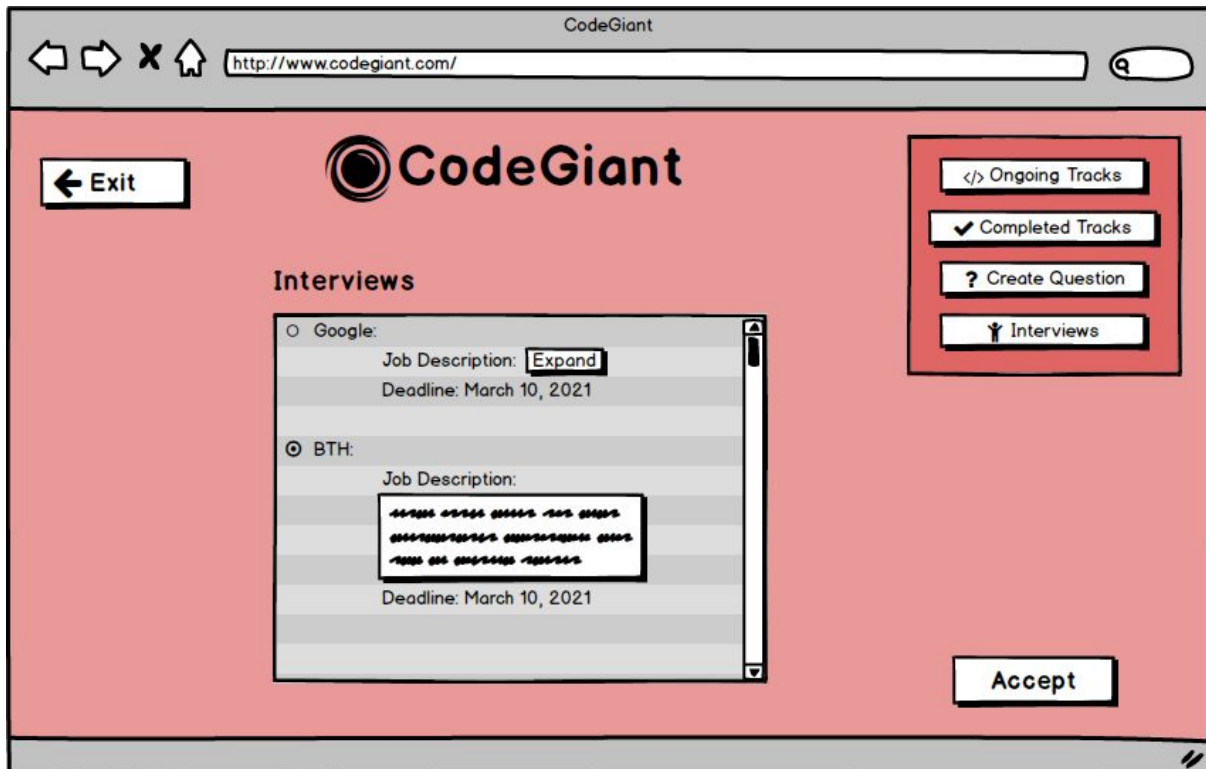 CodeGiant
http://www.codegiant.com/
Exit
CodeGiant
</> Ongoing Tracks
Completed Tracks
? Create Question
Interviews
Interviews
Google:
Job Description: Expand
Deadline: March 10, 2021
BTH:
Job Description:
Deadline: March 10, 2021
Accept